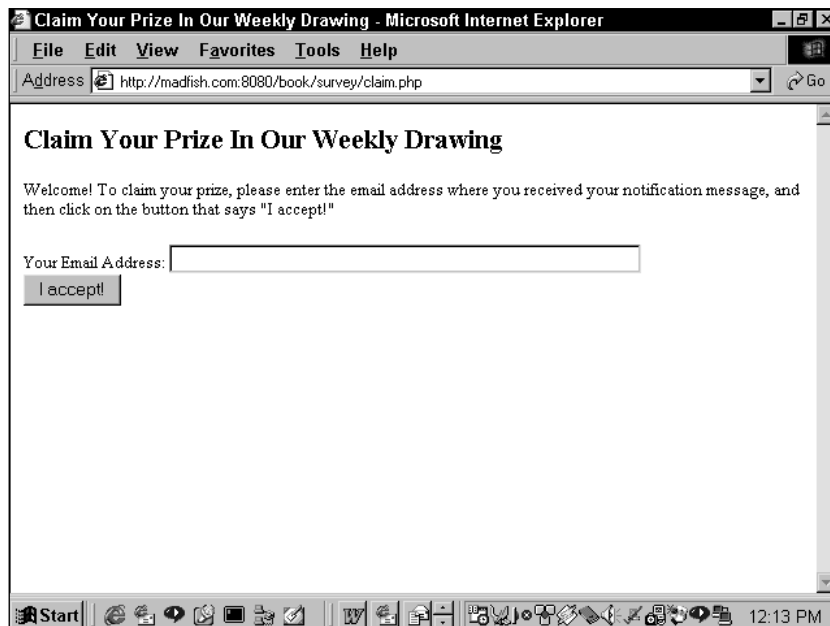 Claim Your Prize In Our Weekly Drawing - Microsoft Internet Explorer
File Edit View Favorites Tools Help
Address http://madfish.com:8080/book/survey/claim.php Go
Claim Your Prize In Our Weekly Drawing
Welcome! To claim your prize, please enter the email address where you received your notification message, and
then click on the button that says "I accept!"
Your Email Address:
I accept!
Start 12:13 PM